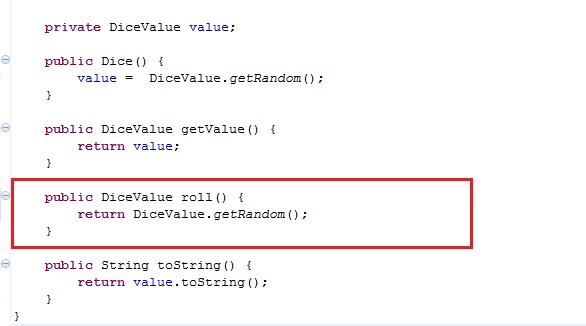 private DiceValue value;
public Dice() {
value =  DiceValue.getRandom();
}
public DiceValue getValue() {
return value;
}
public DiceValue roll() {
return DiceValue.getRandom();
}
public String toString() {
return value.toString();
}
}